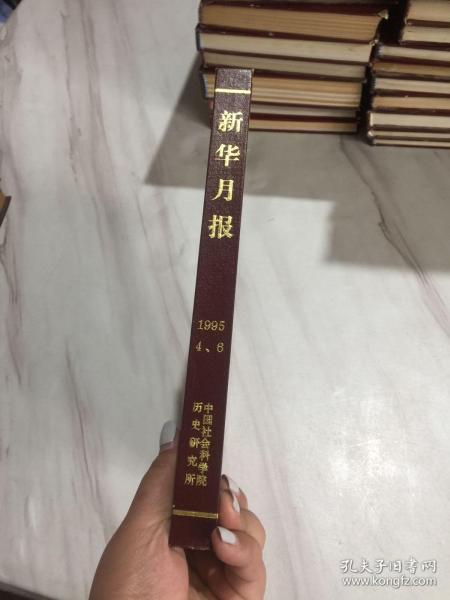 新华月报
1995
4、6
中国社会科学院
历史研究所
孔夫子旧书网
www.kongfz.com